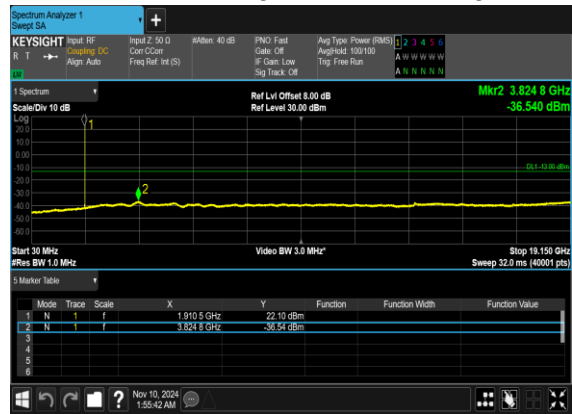 Spectrum Analyzer 1
Swept SA
+
KEYSIGHT Input: RF Input Z: 50 Ω #Atten: 40 dB PNO: Fast Avg Type: Power (RMS) 1 2 3 4 5 6
R T Coupling: DC Corr CCorr Gate: Off Avg|Hold: 100/100 A W W W W W
Align: Auto Freq Ref: Int (S) IF Gain: Low Trig: Free Run
Sig Track: Off A N N N N N
1 Spectrum Ref Lvl Offset 8.00 dB Mkr2 3.824 8 GHz
Scale/Div 10 dB Ref Level 30.00 dBm -36.540 dBm
Log
1
20.0
10.0
0.00
-10.0
DL1 -13.00 dBm
-20.0
2
-30.0
-40.0
-50.0
-60.0
Start 30 MHz Video BW 3.0 MHz* Stop 19.150 GHz
#Res BW 1.0 MHz Sweep 32.0 ms (40001 pts)
5 Marker Table
Mode Trace Scale X Y Function Function Width Function Value
1 N 1 f 1.910 5 GHz 22.10 dBm
2 N 1 f 3.824 8 GHz -36.54 dBm
3
4
5
6
? Nov 10, 2024
1:55:42 AM